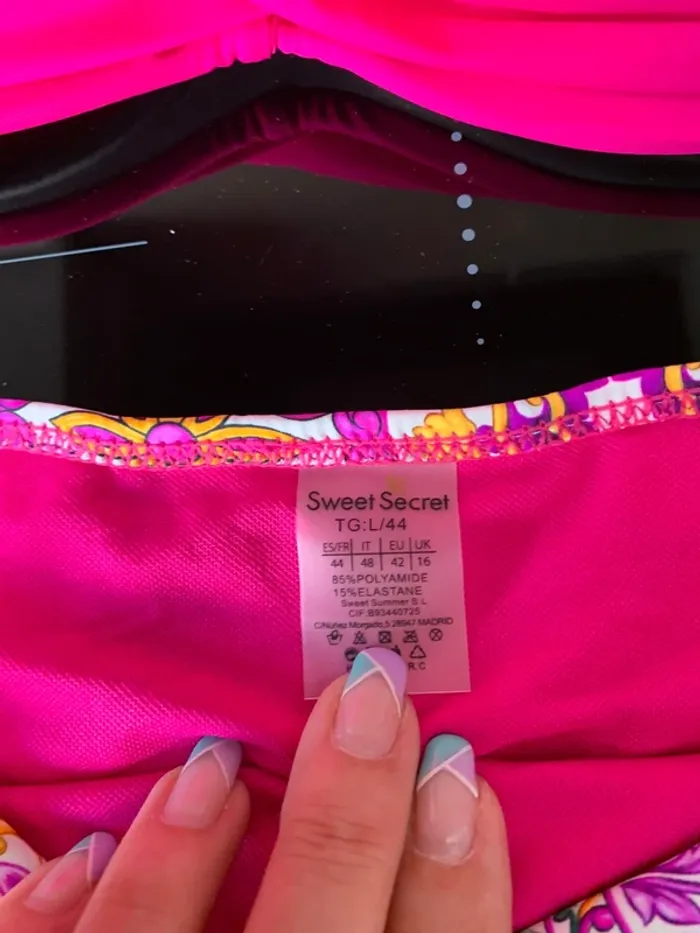 Sweet Secret
TG:L/44
ES/FR IT EU UK
44 48 42 16
85%POLYAMIDE
15%ELASTANE
Sweet Summer S.L
CIF:B93440725
C/Núñez Morgado,5 28947 MADRID
R.C